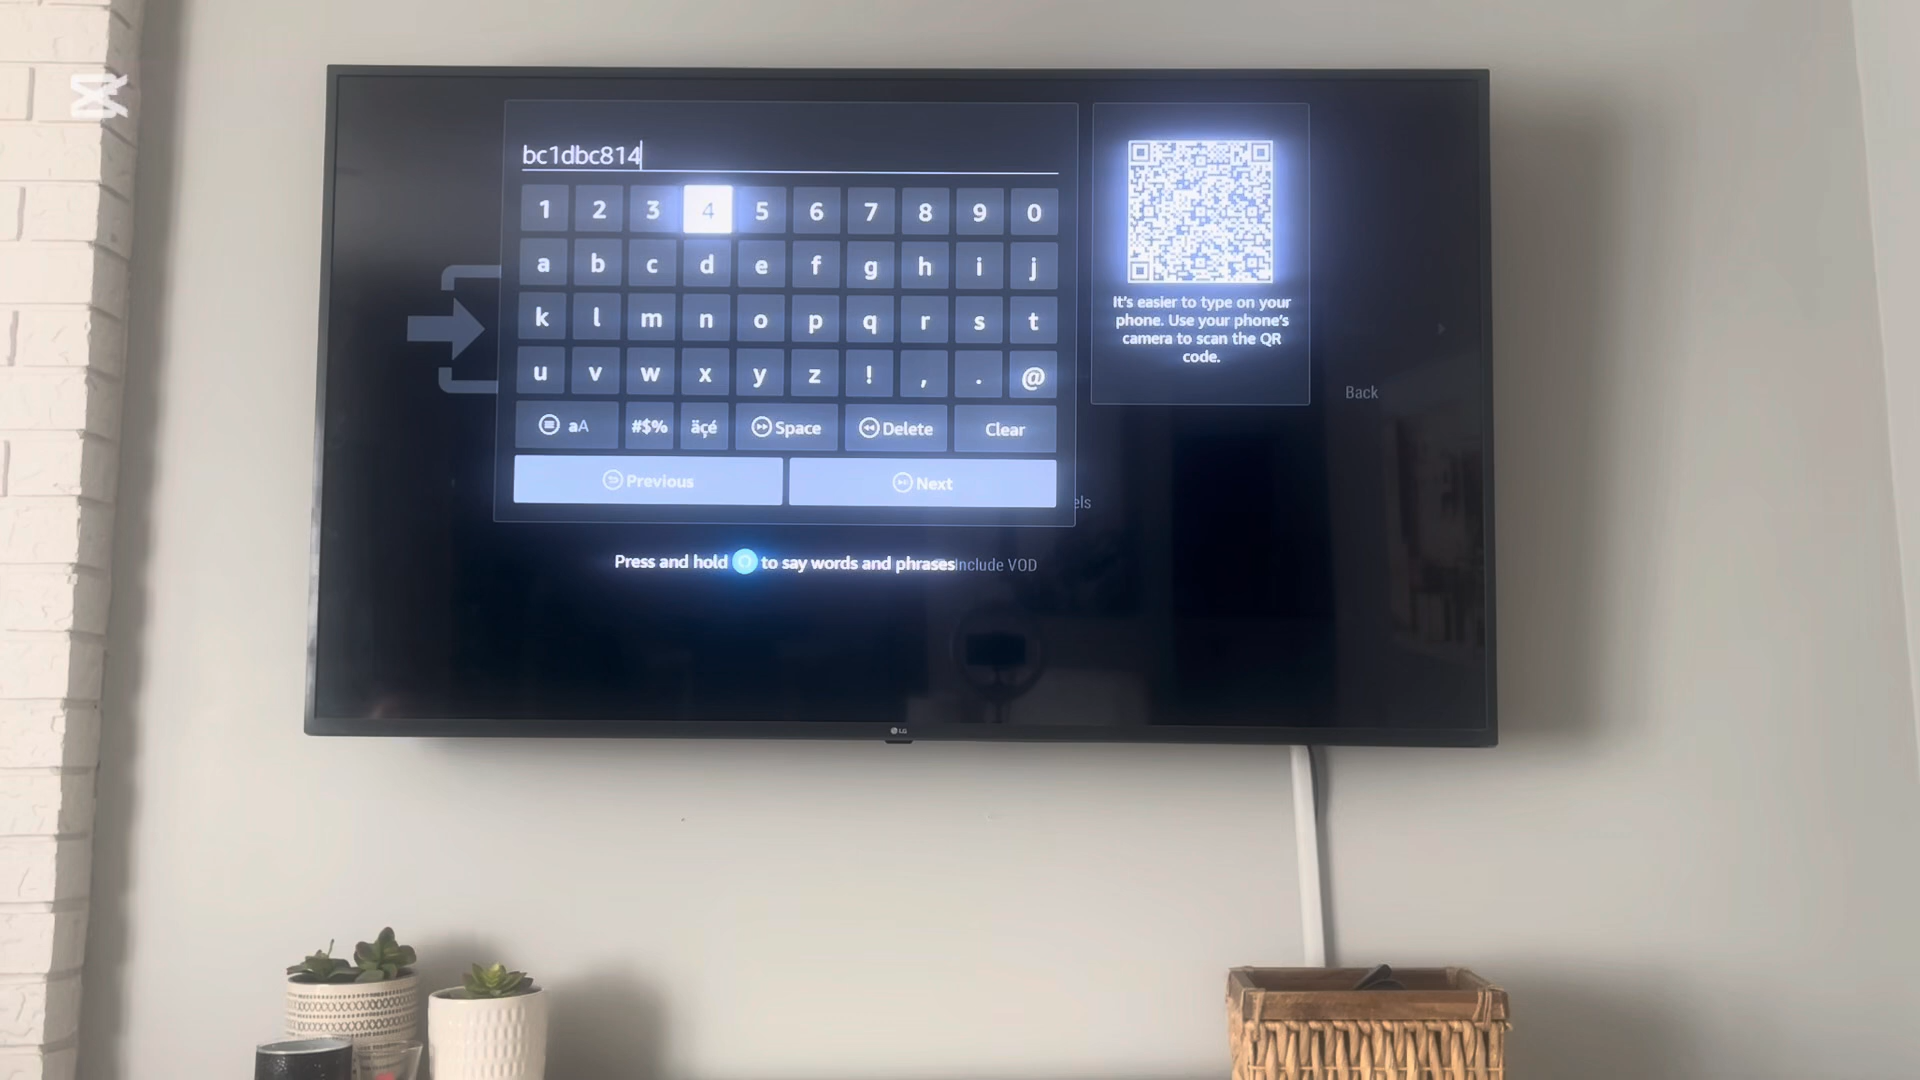 bc1dbc814
1 2 3 4 5 6 7 8 9 0
a b c d e f g h i j
k l m n o p q r s t
u v w x y z ! , . @
aA #$% äçé Space Delete Clear
Previous Next
Press and hold to say words and phrases
It's easier to type on your
phone. Use your phone's
camera to scan the QR
code.
Back
els
Include VOD
LG